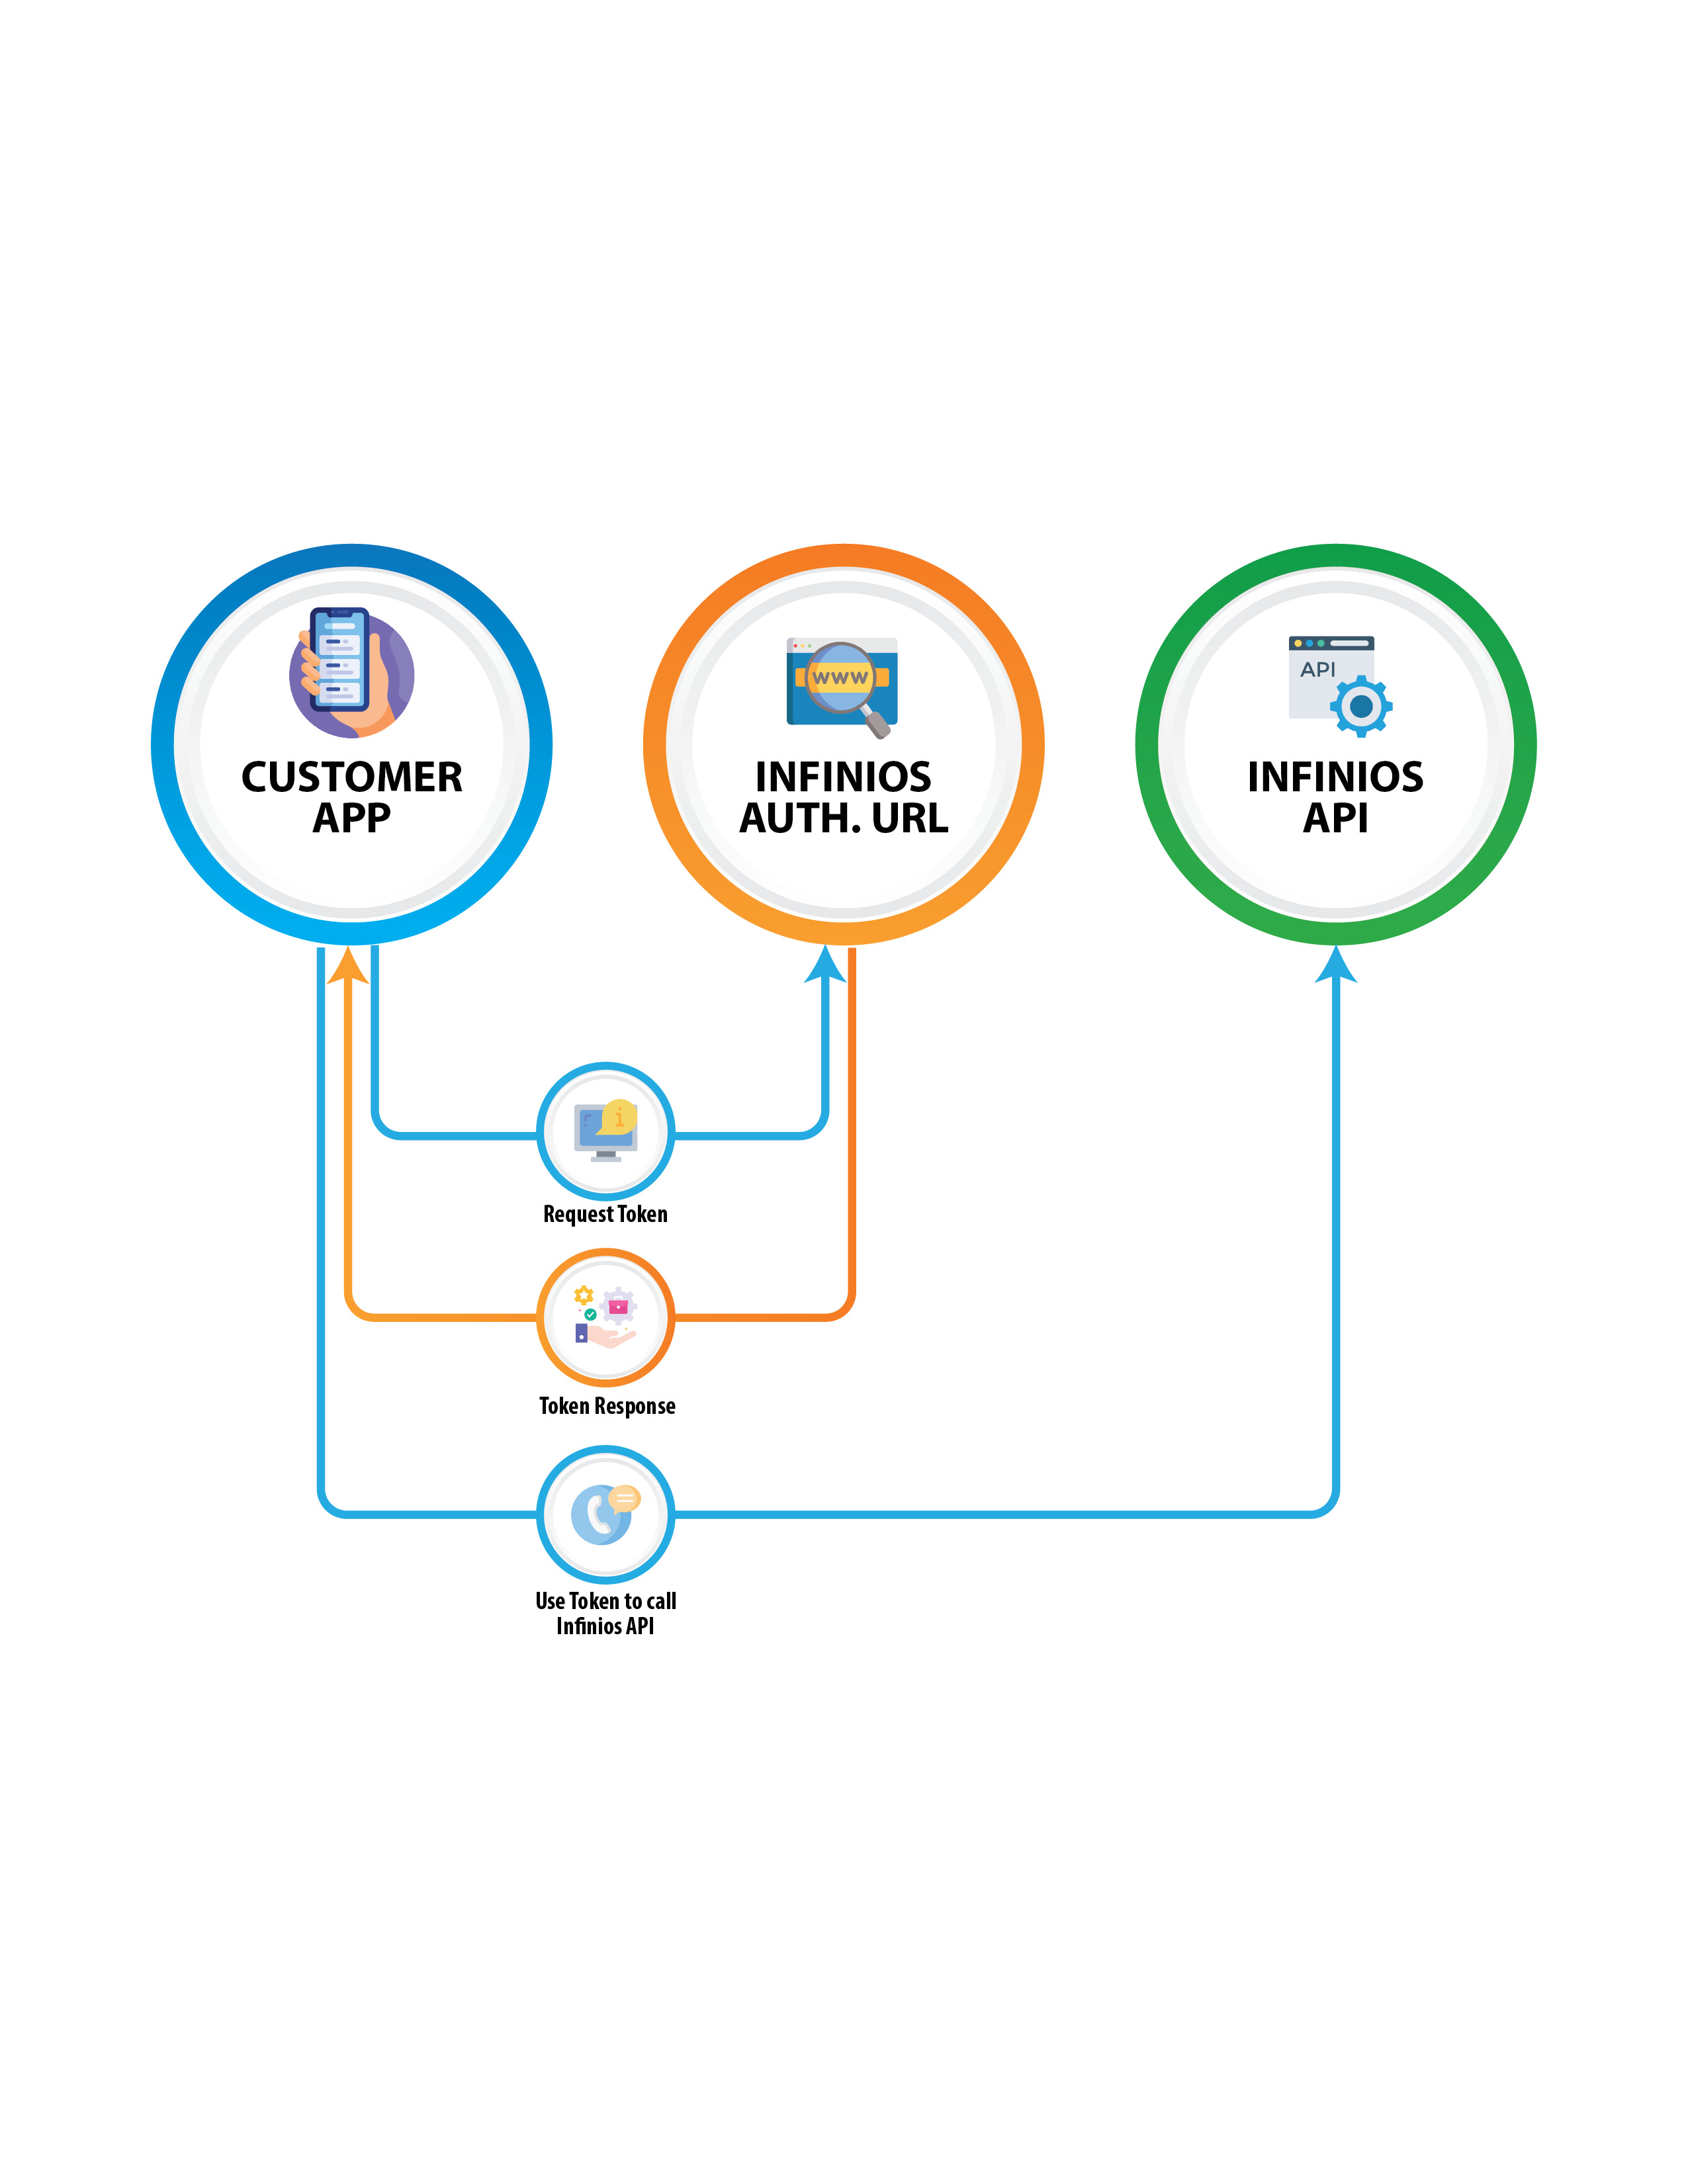 www
API
CUSTOMER
APP
INFINIOS
AUTH. URL
INFINIOS
API
i
Request Token
Token Response
Use Token to call
Infinios API